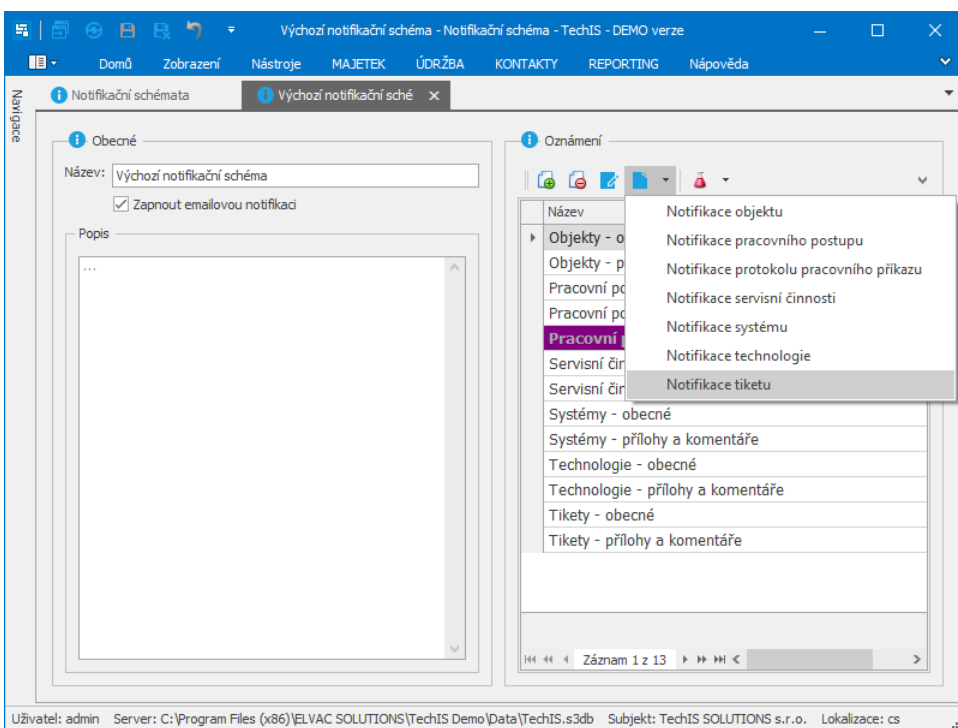 Výchozí notifikační schéma - Notifikační schéma - TechIS - DEMO verze
Domů Zobrazení Nástroje MAJETEK ÚDRŽBA KONTAKTY REPORTING Nápověda
Navigace
Notifikační schémata Výchozí notifikační sché
Obecné
Název: Výchozí notifikační schéma
Zapnout emailovou notifikaci
Popis
...
Oznámení
Název
Objekty - o
Objekty - p
Pracovní po
Pracovní po
Pracovní
Servisní čin
Servisní čin
Systémy - obecné
Systémy - přílohy a komentáře
Technologie - obecné
Technologie - přílohy a komentáře
Tikety - obecné
Tikety - přílohy a komentáře
Notifikace objektu
Notifikace pracovního postupu
Notifikace protokolu pracovního příkazu
Notifikace servisní činnosti
Notifikace systému
Notifikace technologie
Notifikace tiketu
Záznam 1 z 13
Uživatel: admin Server: C:\Program Files (x86)\ELVAC SOLUTIONS\TechIS Demo\Data\TechIS.s3db Subjekt: TechIS SOLUTIONS s.r.o. Lokalizace: cs